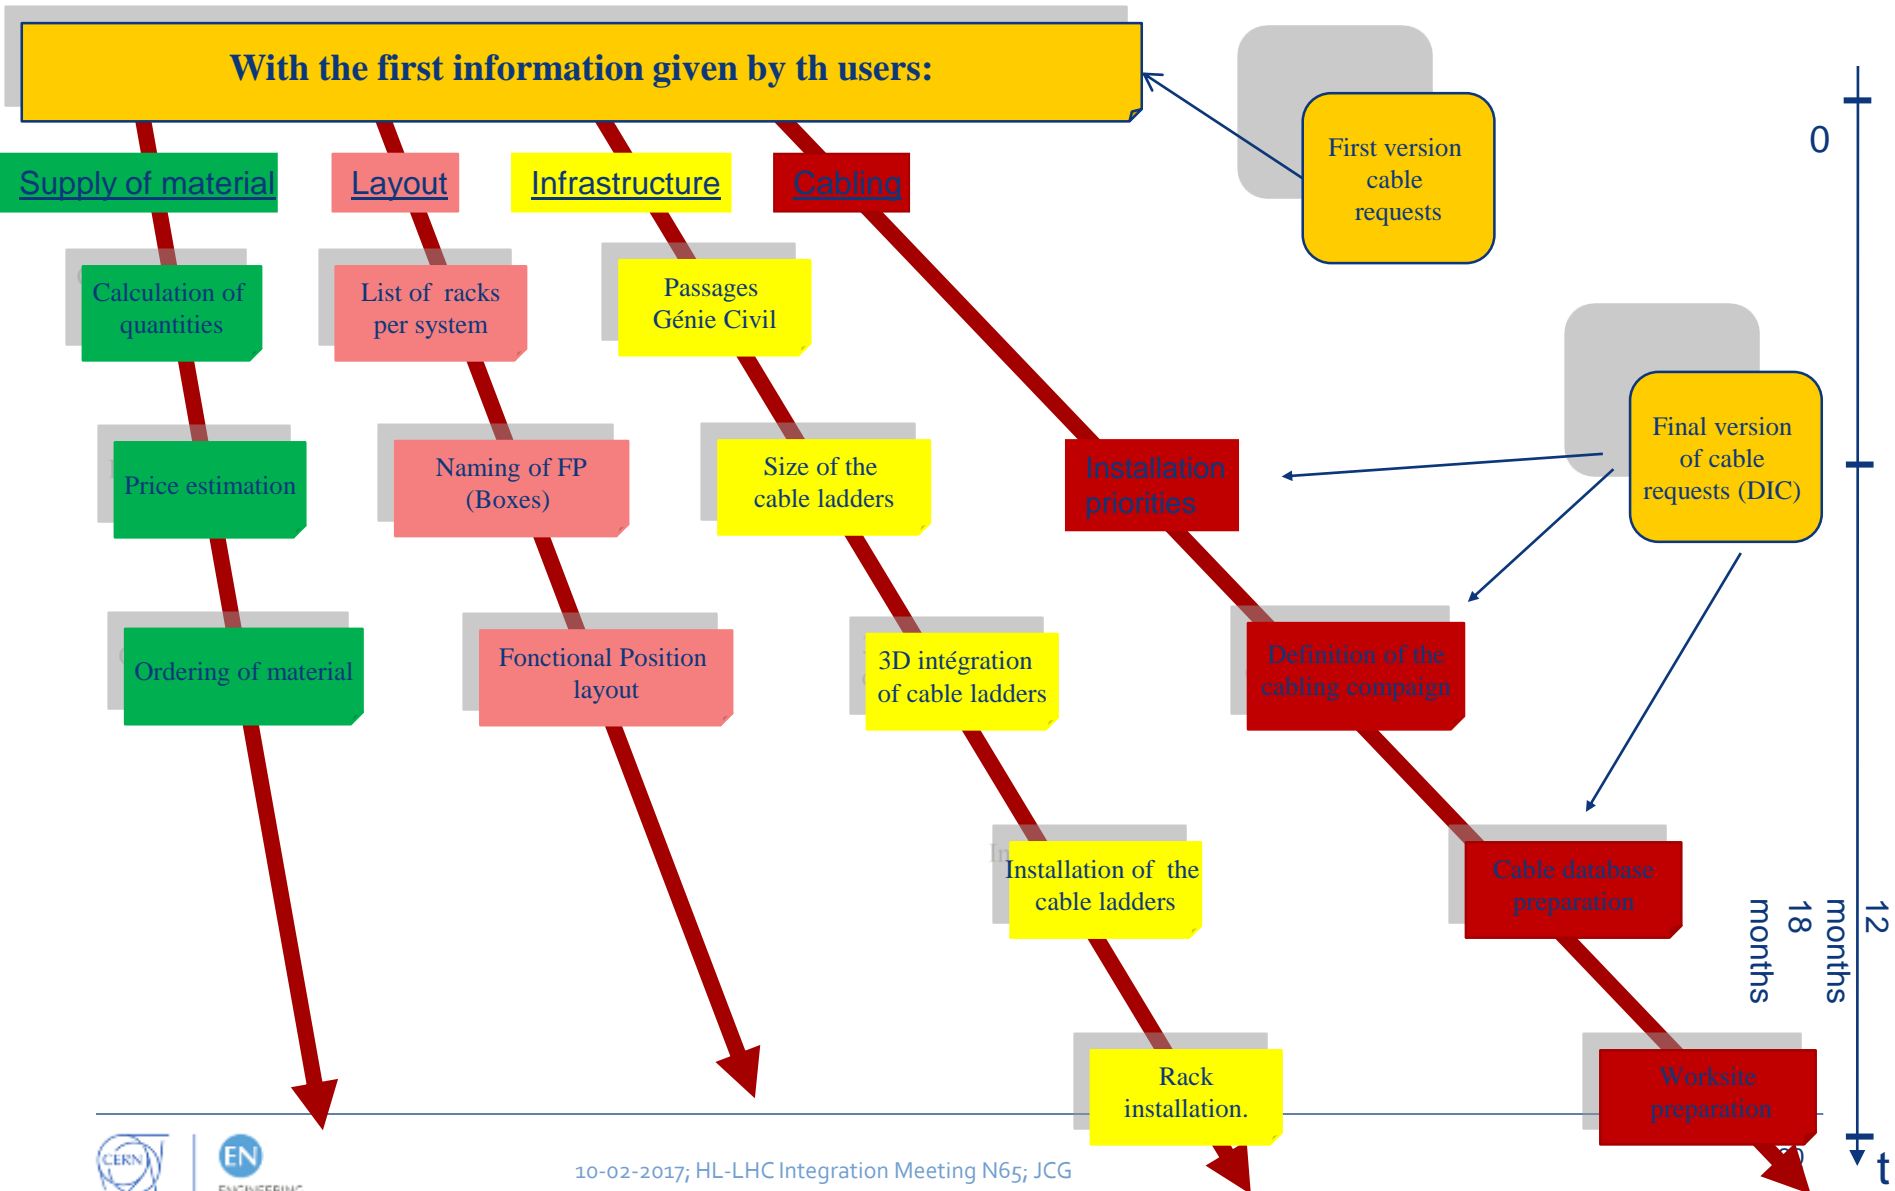 With the first information given by th users:
First version
cable
requests
0
Supply of material
Layout
Infrastructure
Cabling
Calculation of
quantities
List of racks
per system
Passages
Génie Civil
Final version
of cable
requests (DIC)
Price estimation
Naming of FP
(Boxes)
Size of the
cable ladders
Installation
priorities
Ordering of material
Fonctional Position
layout
3D intégration
of cable ladders
Definition of the
cabling compaign
Installation of the
cable ladders
Cable database
preparation
12
months
18
months
Rack
installation.
Worksite
preparation
t
CERN
EN
ENGINEERING
10-02-2017; HL-LHC Integration Meeting N65; JCG